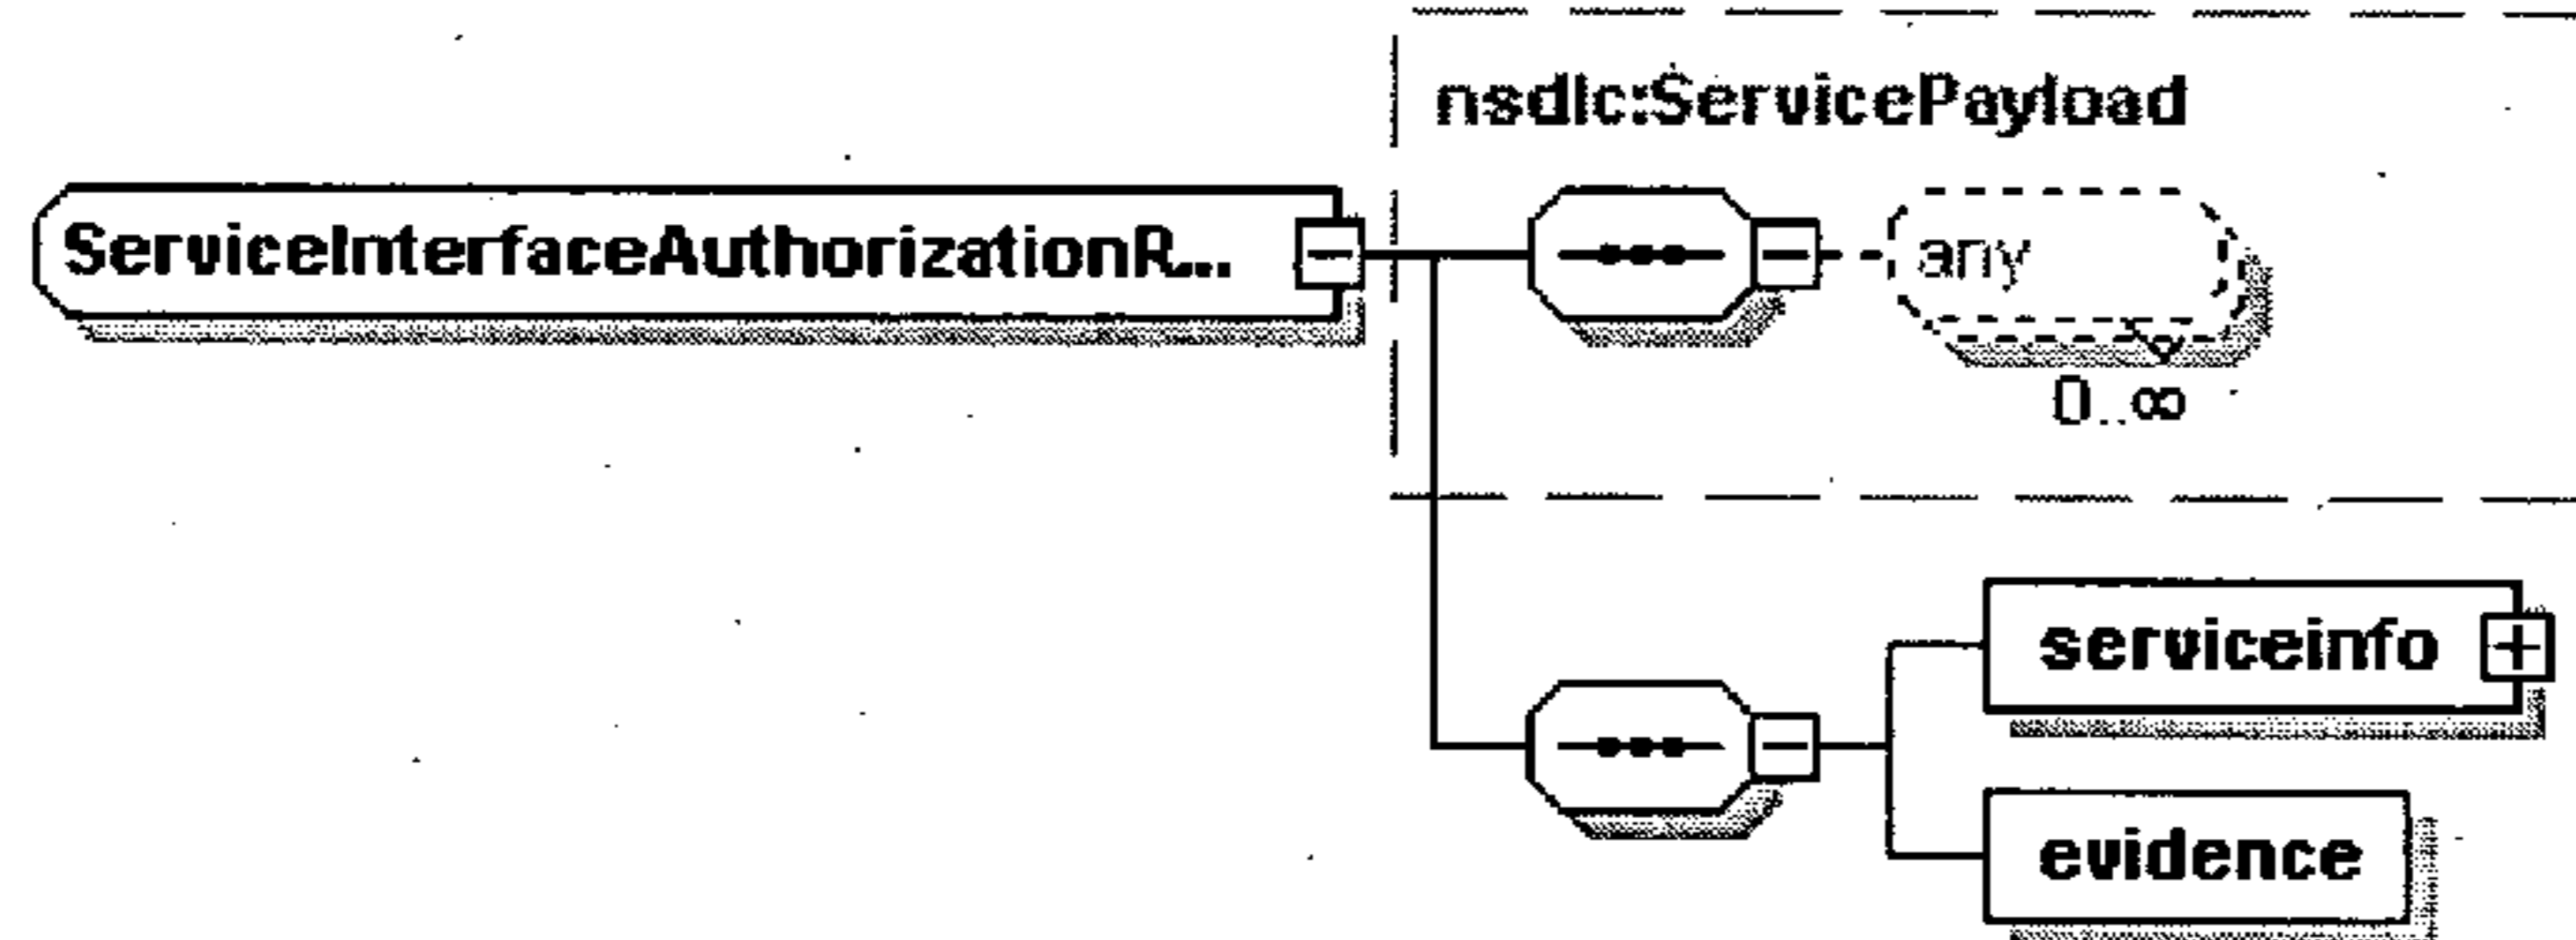 nsdlc:ServicePayload
ServiceInterfaceAuthorizationR...
any
0..∞
serviceinfo
evidence